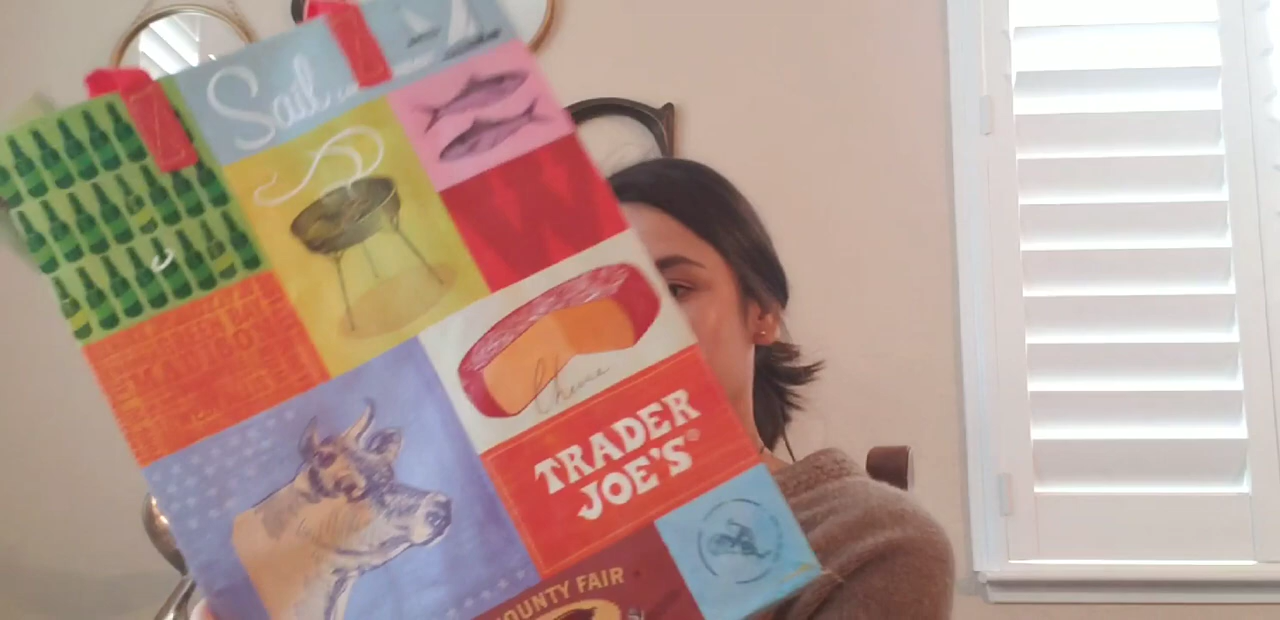 Sail
W
Cheese
TRADER
JOE'S®
COUNTY FAIR